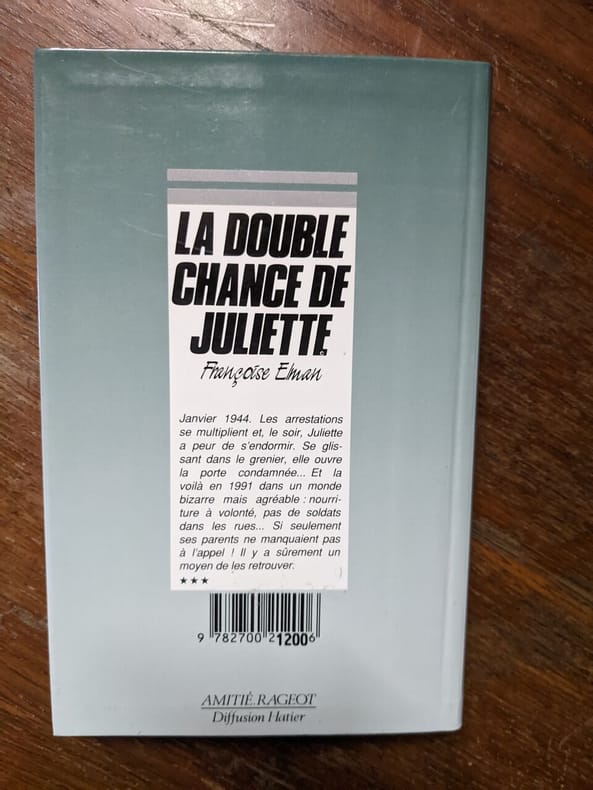 LA DOUBLE
CHANCE DE
JULIETTE
Françoise Elman
Janvier 1944. Les arrestations
se multiplient et, le soir, Juliette
a peur de s'endormir. Se glis-
sant dans le grenier, elle ouvre
la porte condamnée... Et la
voilà en 1991 dans un monde
bizarre mais agréable : nourri-
ture à volonté, pas de soldats
dans les rues... Si seulement
ses parents ne manquaient pas
à l'appel ! Il y a sûrement un
moyen de les retrouver.
★★★
9 782700 212006
AMITIÉ.RAGEOT
Diffusion Hatier